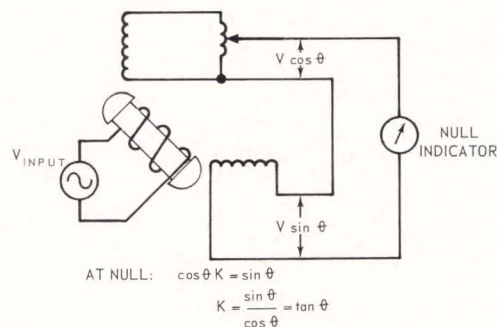 V cos θ
V INPUT
NULL
INDICATOR
V sin θ
AT NULL: cos θ K = sin θ
K = sin θ / cos θ = tan θ